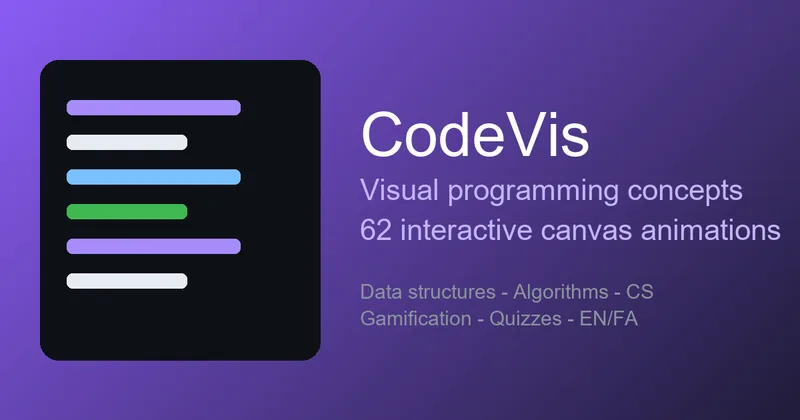 CodeVis
Visual programming concepts
62 interactive canvas animations
Data structures - Algorithms - CS
Gamification - Quizzes - EN/FA